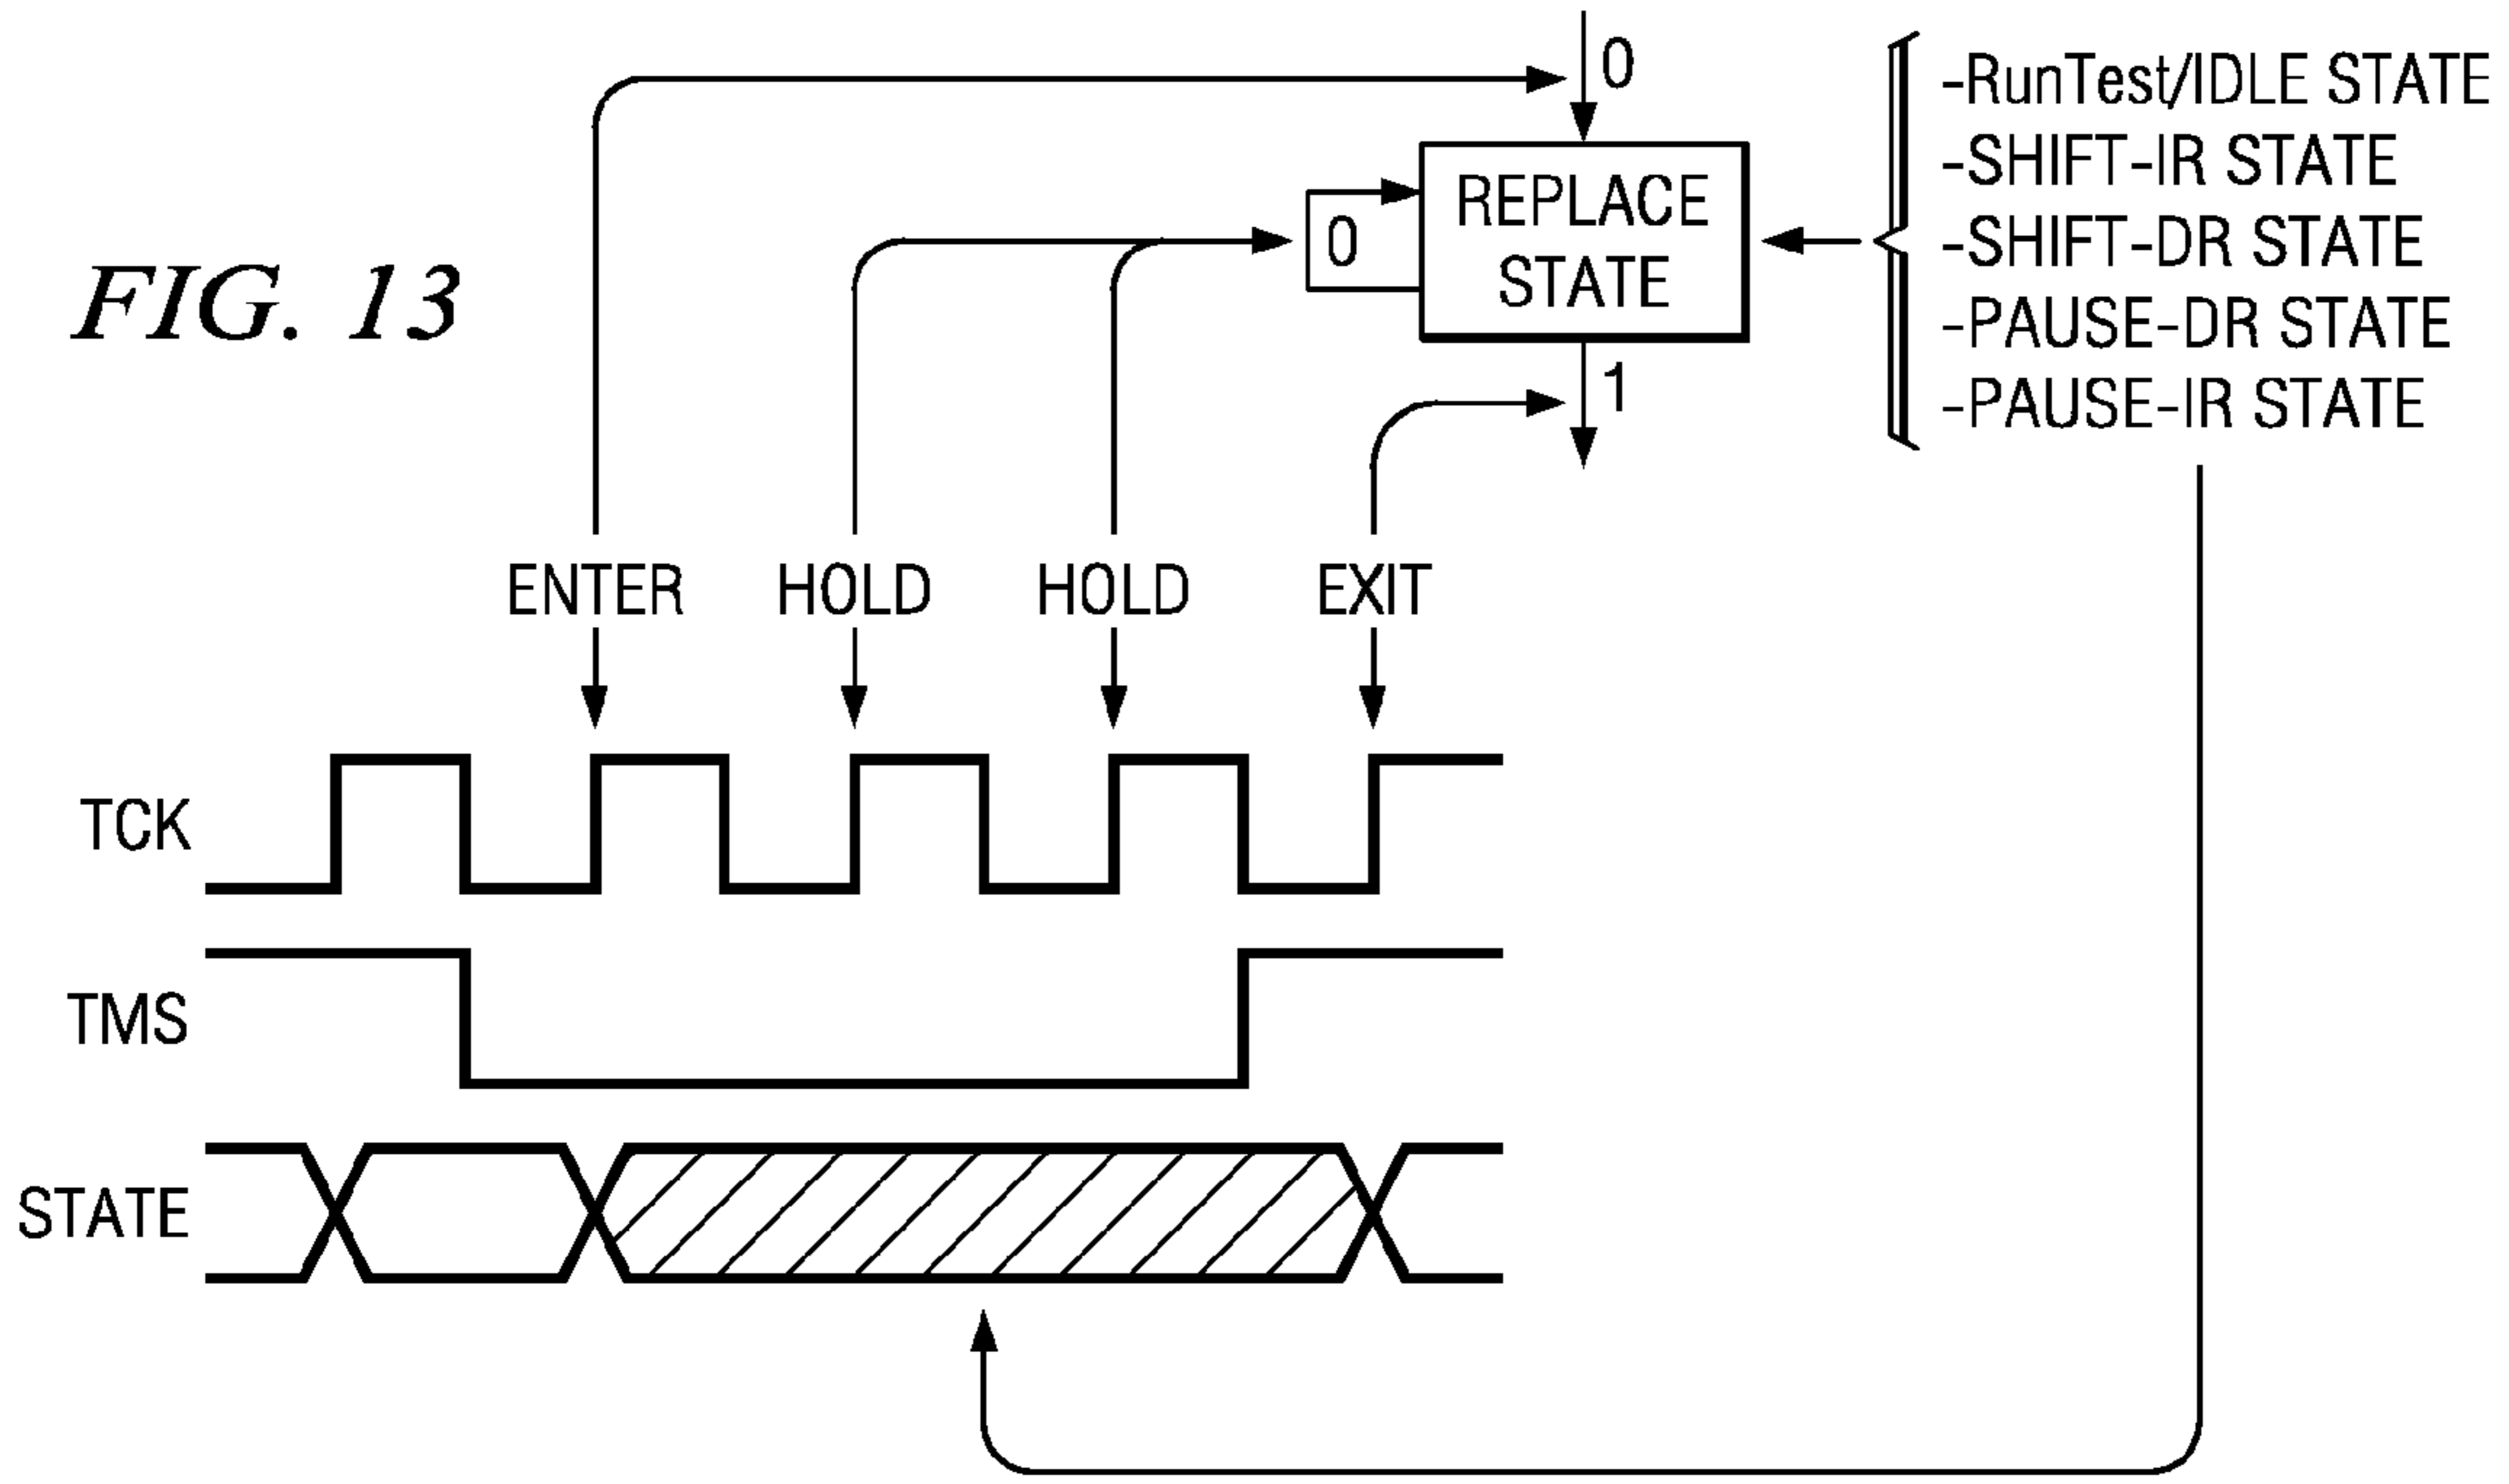 FIG. 13
0
-RunTest/IDLE STATE
-SHIFT-IR STATE
-SHIFT-DR STATE
-PAUSE-DR STATE
-PAUSE-IR STATE
REPLACE
STATE
0
1
ENTER HOLD HOLD EXIT
TCK
TMS
STATE